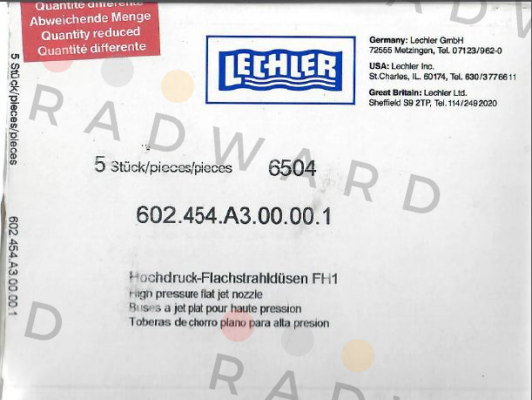 Quantité différente
Abweichende Menge
Quantity reduced
Quantité differente
LECHLER
Germany: Lechler GmbH
72555 Metzingen, Tel. 07123/962-0
USA: Lechler Inc.
St.Charles, IL. 60174, Tel. 630/3776611
Great Britain: Lechler Ltd.
Sheffield S9 2TP, Tel. 114/2492020
5 Stück/pieces/pieces
602.454.A3.00.00.1
5 Stück/pieces/pieces 6504
602.454.A3.00.00.1
Hochdruck-Flachstrahldüsen FH1
High pressure flat jet nozzle
Buses a jet plat pour haute pression
Toberas de chorro plano para alta presion
RADWARD
D
RADW